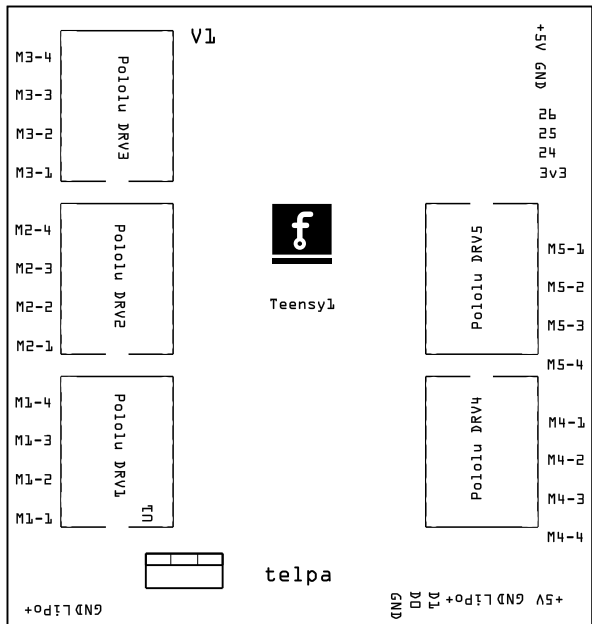 V1
M3-4
M3-3
M3-2
M3-1
Pololu DRV3
+5V GND
26
25
24
3v3
M2-4
M2-3
M2-2
M2-1
Pololu DRV2
f
Teensy1
Pololu DRV5
M5-1
M5-2
M5-3
M5-4
M1-4
M1-3
M1-2
M1-1
Pololu DRV1
U1
Pololu DRV4
M4-1
M4-2
M4-3
M4-4
telpa
GND LiPo+
GND
D0
D1
GND LiPo+
+5V